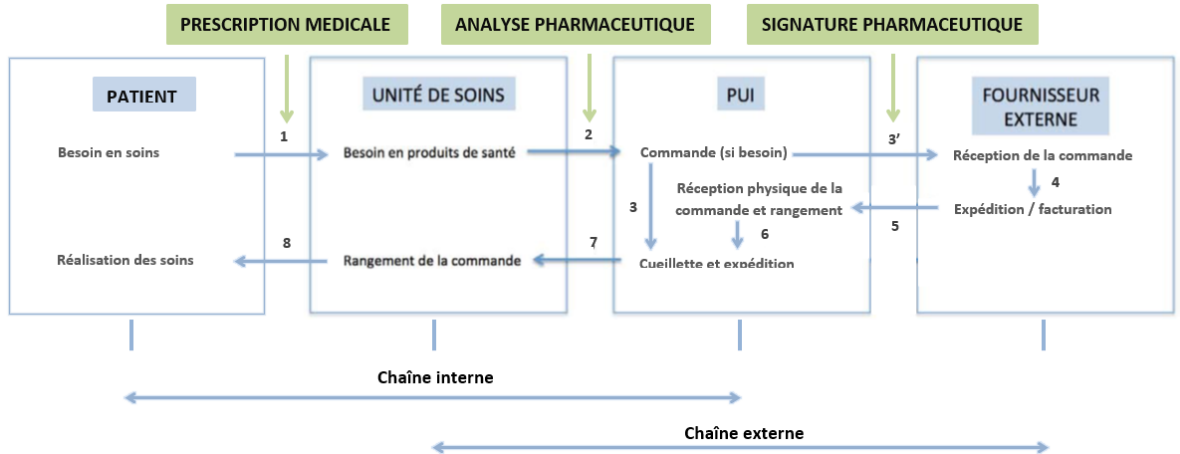 PRESCRIPTION MEDICALE
ANALYSE PHARMACEUTIQUE
SIGNATURE PHARMACEUTIQUE
PATIENT
UNITÉ DE SOINS
PUI
FOURNISSEUR
EXTERNE
1
2
3’
Besoin en soins
Besoin en produits de santé
Commande (si besoin)
Réception de la commande
4
3
Réception physique de la
commande et rangement
5
Expédition / facturation
6
8
7
Réalisation des soins
Rangement de la commande
Cueillette et expédition
Chaîne interne
Chaîne externe